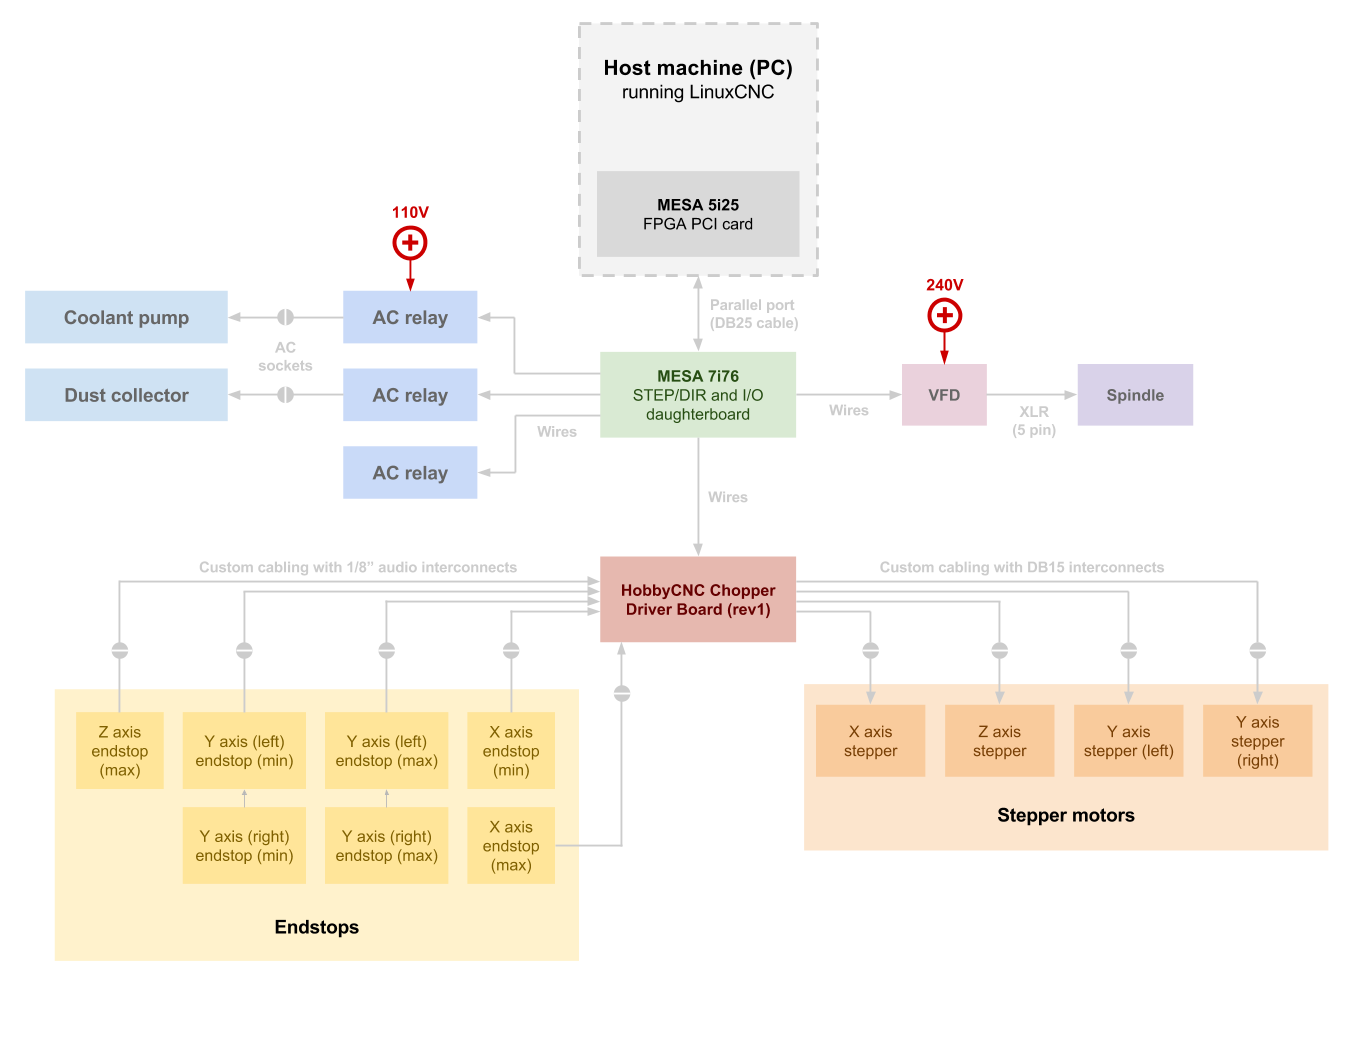 Host machine (PC)
running LinuxCNC
MESA 5i25
FPGA PCI card
110V
240V
Parallel port
(DB25 cable)
Coolant pump
AC relay
AC
sockets
MESA 7i76
STEP/DIR and I/O
daughterboard
Dust collector
AC relay
Wires
VFD
XLR
(5 pin)
Spindle
Wires
AC relay
Wires
Custom cabling with 1/8” audio interconnects
HobbyCNC Chopper
Driver Board (rev1)
Custom cabling with DB15 interconnects
Z axis
endstop
(max)
Y axis (left)
endstop (min)
Y axis (left)
endstop (max)
X axis
endstop
(min)
Y axis (right)
endstop (min)
Y axis (right)
endstop (max)
X axis
endstop
(max)
Endstops
X axis
stepper
Z axis
stepper
Y axis
stepper (left)
Y axis
stepper
(right)
Stepper motors